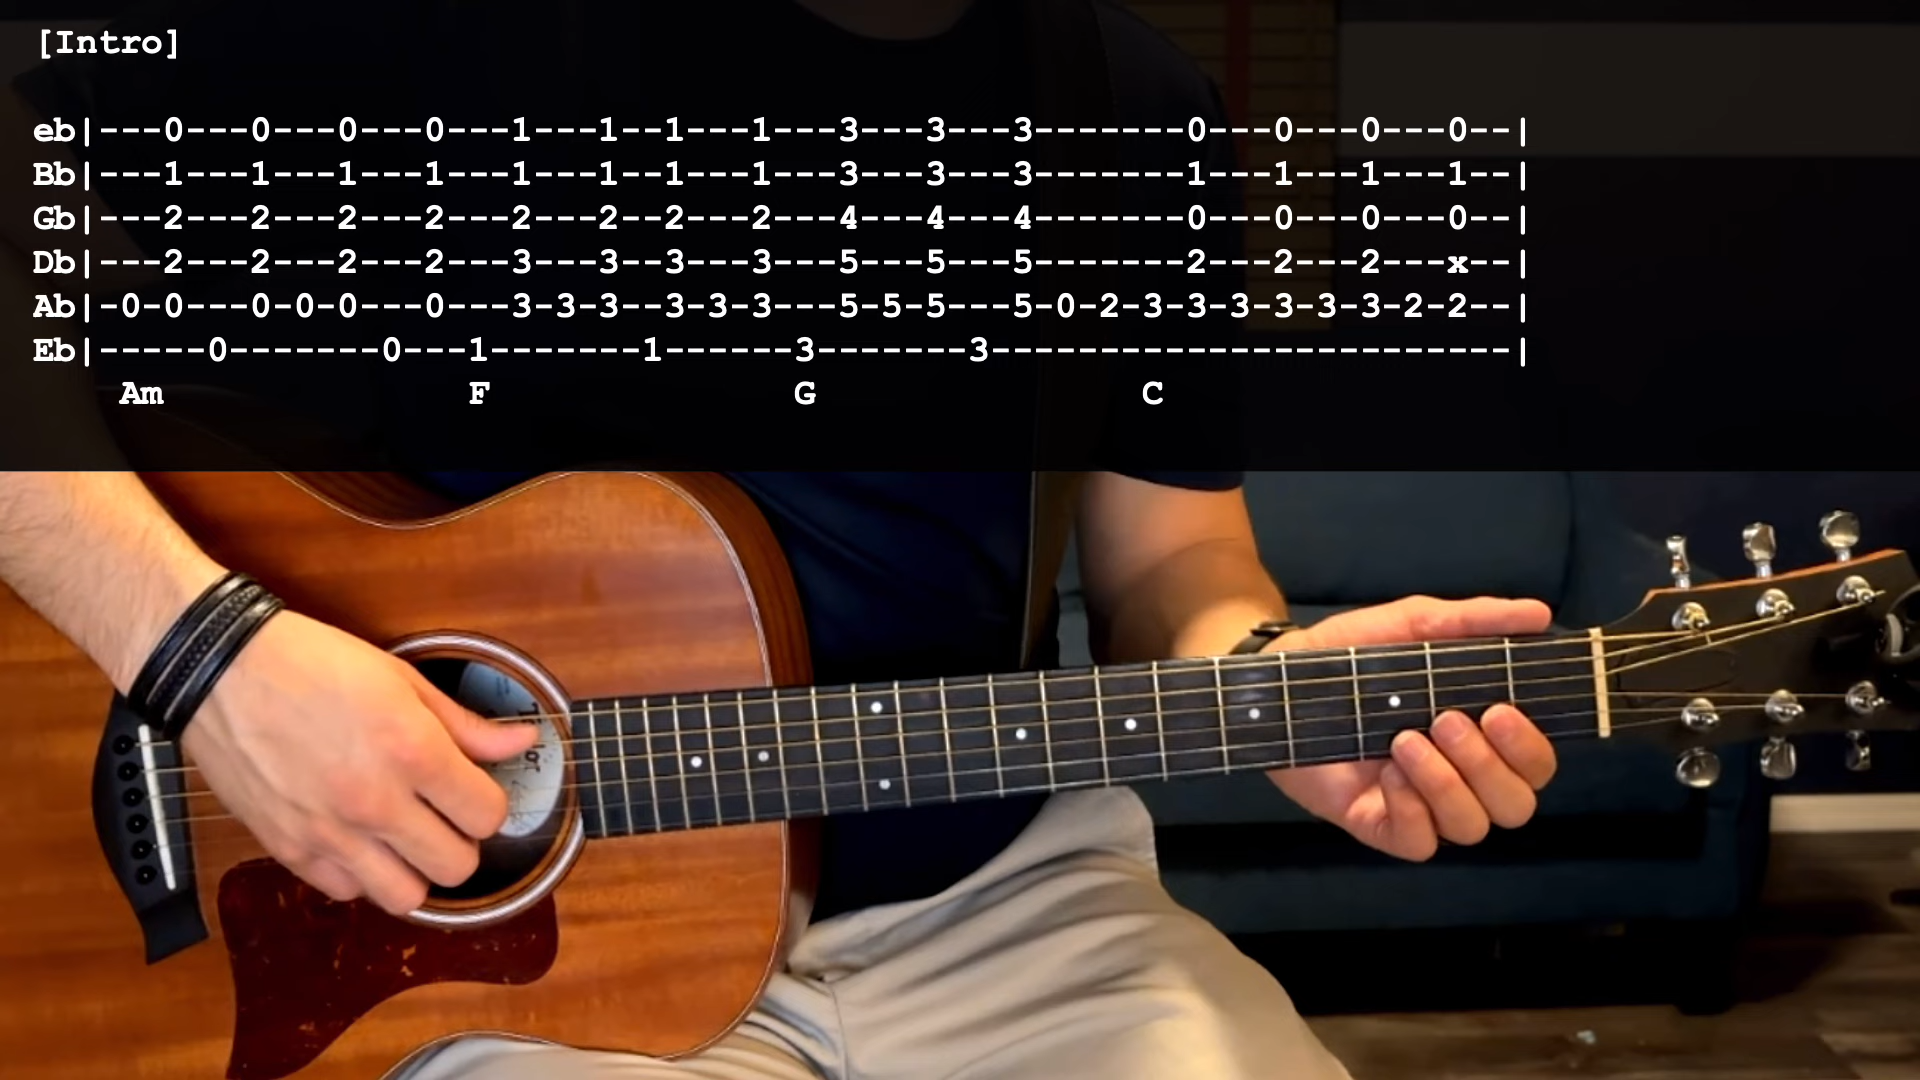 [Intro]
eb|---0---0---0---0---1---1--1---1---3---3---3-------0---0---0---0--|
Bb|---1---1---1---1---1---1--1---1---3---3---3-------1---1---1---1--|
Gb|---2---2---2---2---2---2--2---2---4---4---4-------0---0---0---0--|
Db|---2---2---2---2---3---3--3---3---5---5---5-------2---2---2---x--|
Ab|-0-0---0-0-0---0---3-3-3--3-3-3---5-5-5---5-0-2-3-3-3-3-3-3-2-2--|
Eb|-----0-------0---1-------1------3-------3------------------------|
Am F G C